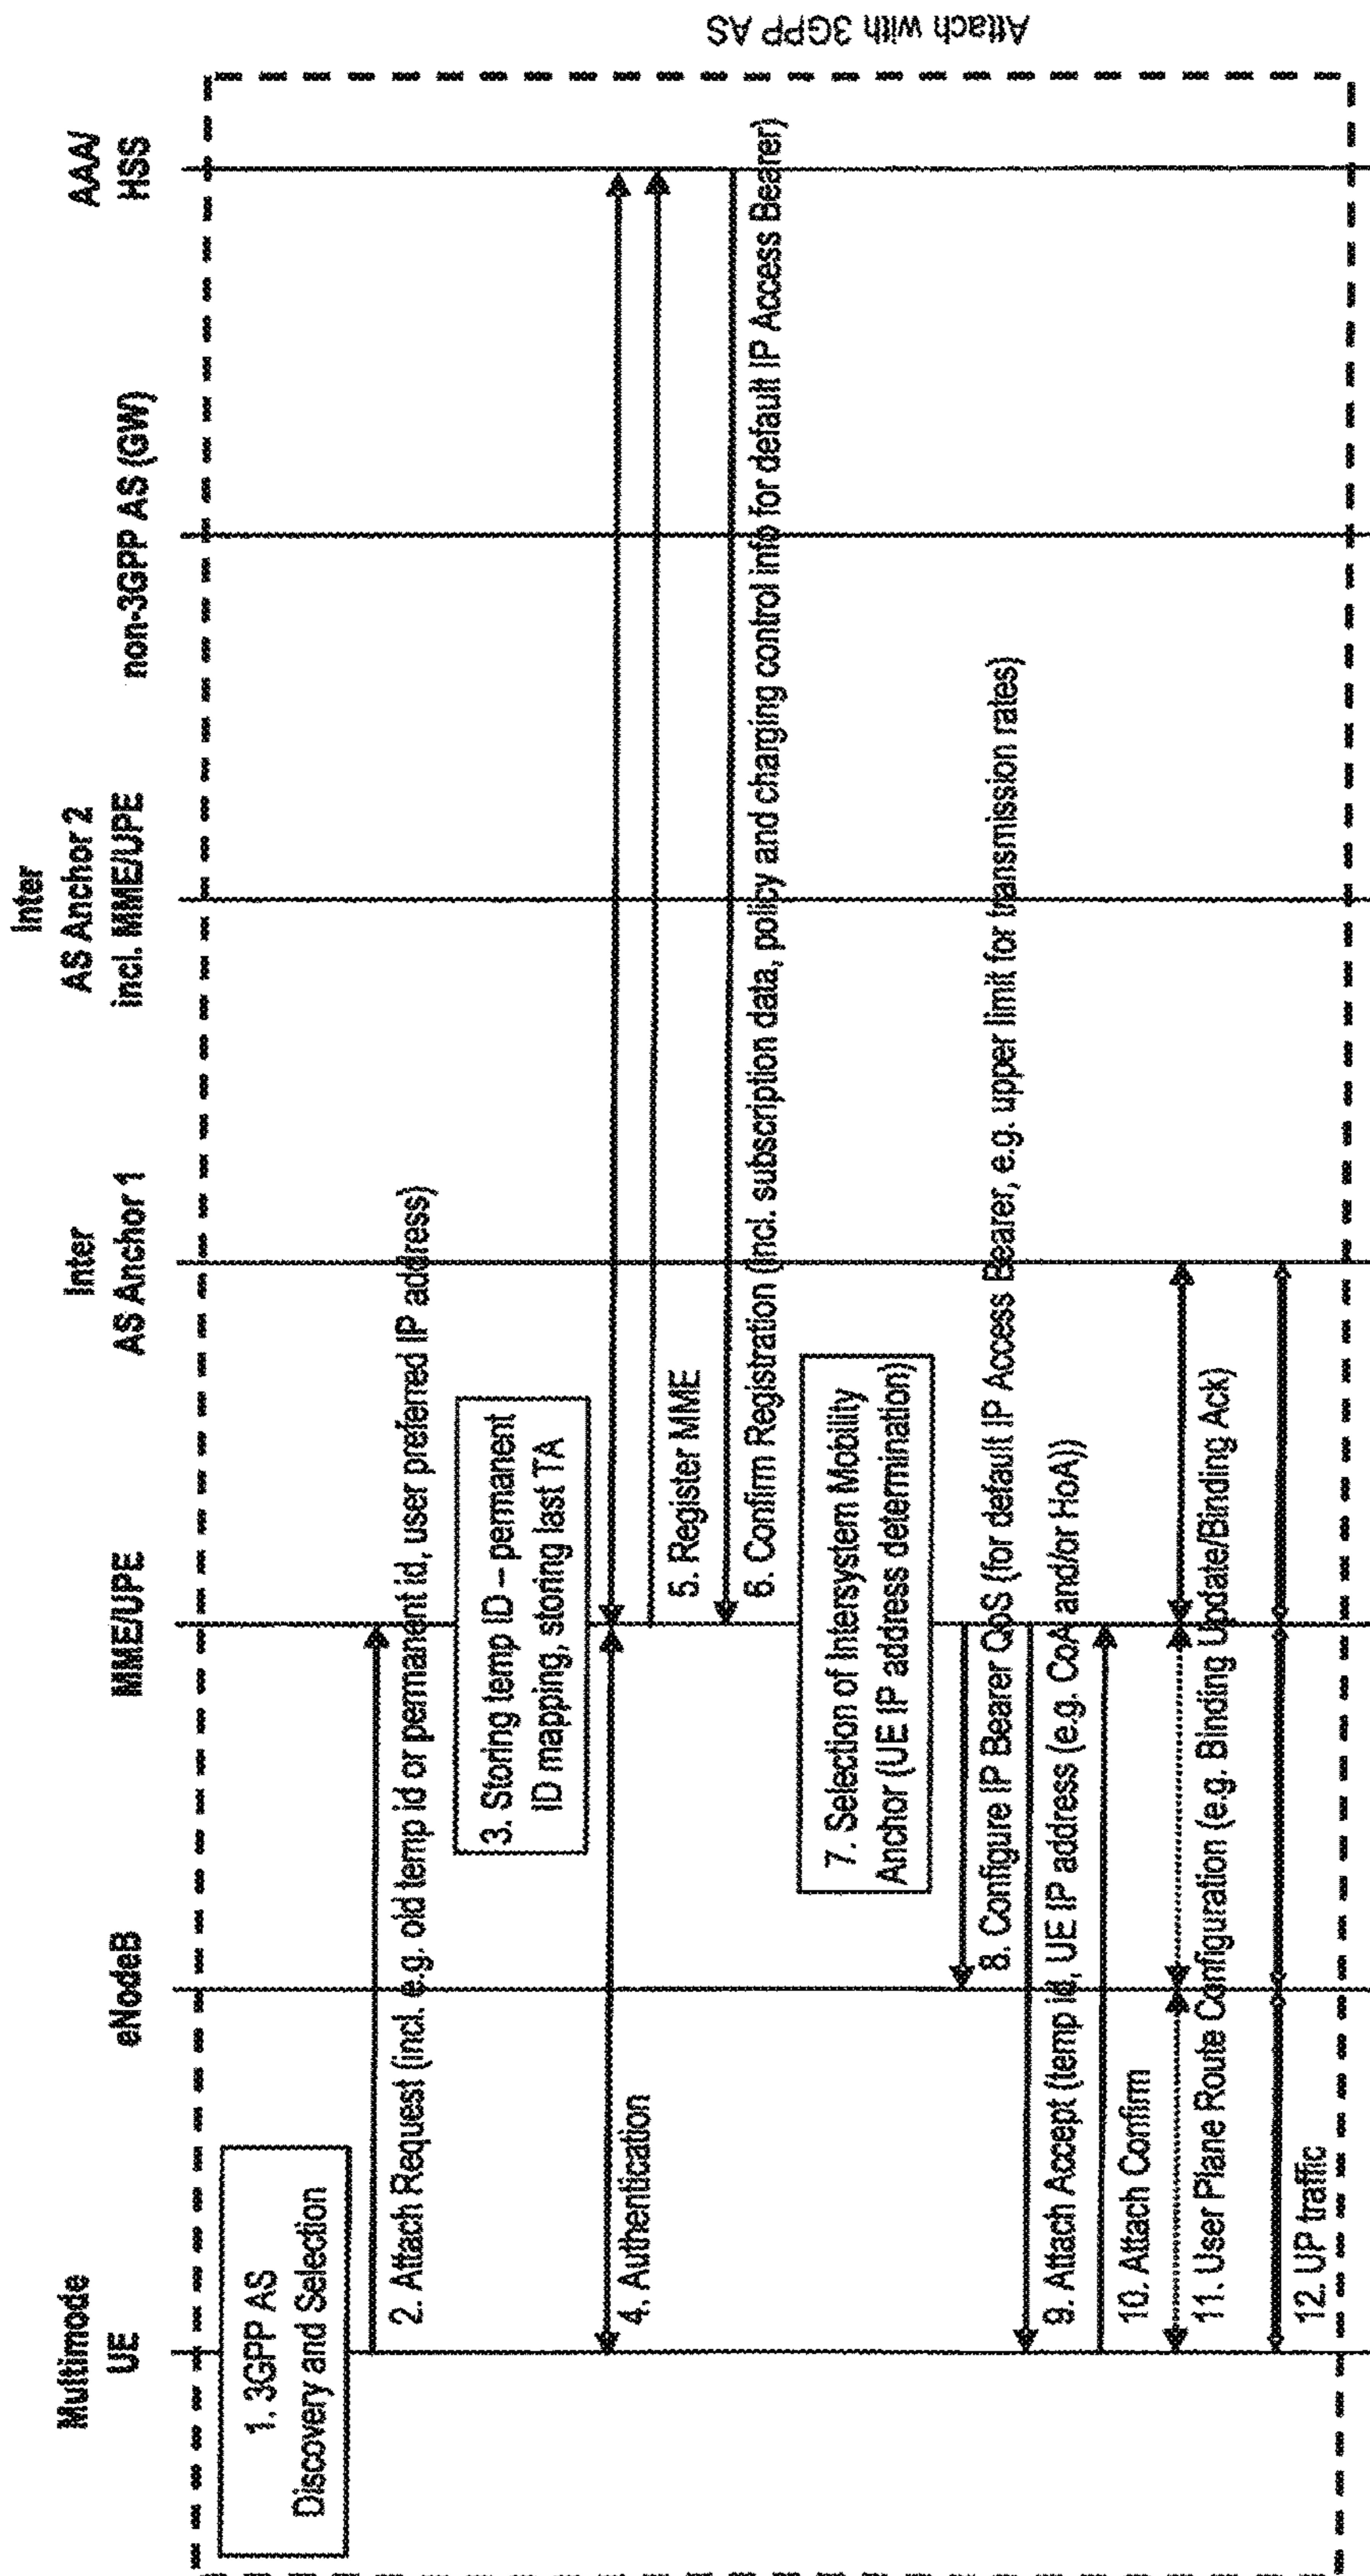 Multimode
UE
eNodeB
MME/UPE
Inter
AS Anchor 1
Inter
AS Anchor 2
incl. MME/UPE
non-3GPP AS (GW)
AAA/
HSS
1. 3GPP AS
Discovery and Selection
2. Attach Request (incl. e.g. old temp id or permanent id, user preferred IP address)
3. Storing temp ID – permanent
ID mapping, storing last TA
4. Authentication
5. Register MME
6. Confirm Registration (incl. subscription data, policy and charging control info for default IP Access Bearer)
7. Selection of Intersystem Mobility
Anchor (UE IP address determination)
8. Configure IP Bearer QoS (for default IP Access Bearer, e.g. upper limit for transmission rates)
9. Attach Accept (temp id, UE IP address (e.g. CoA and/or HoA))
10. Attach Confirm
11. User Plane Route Configuration (e.g. Binding Update/Binding Ack)
12. UP traffic
Attach with 3GPP AS